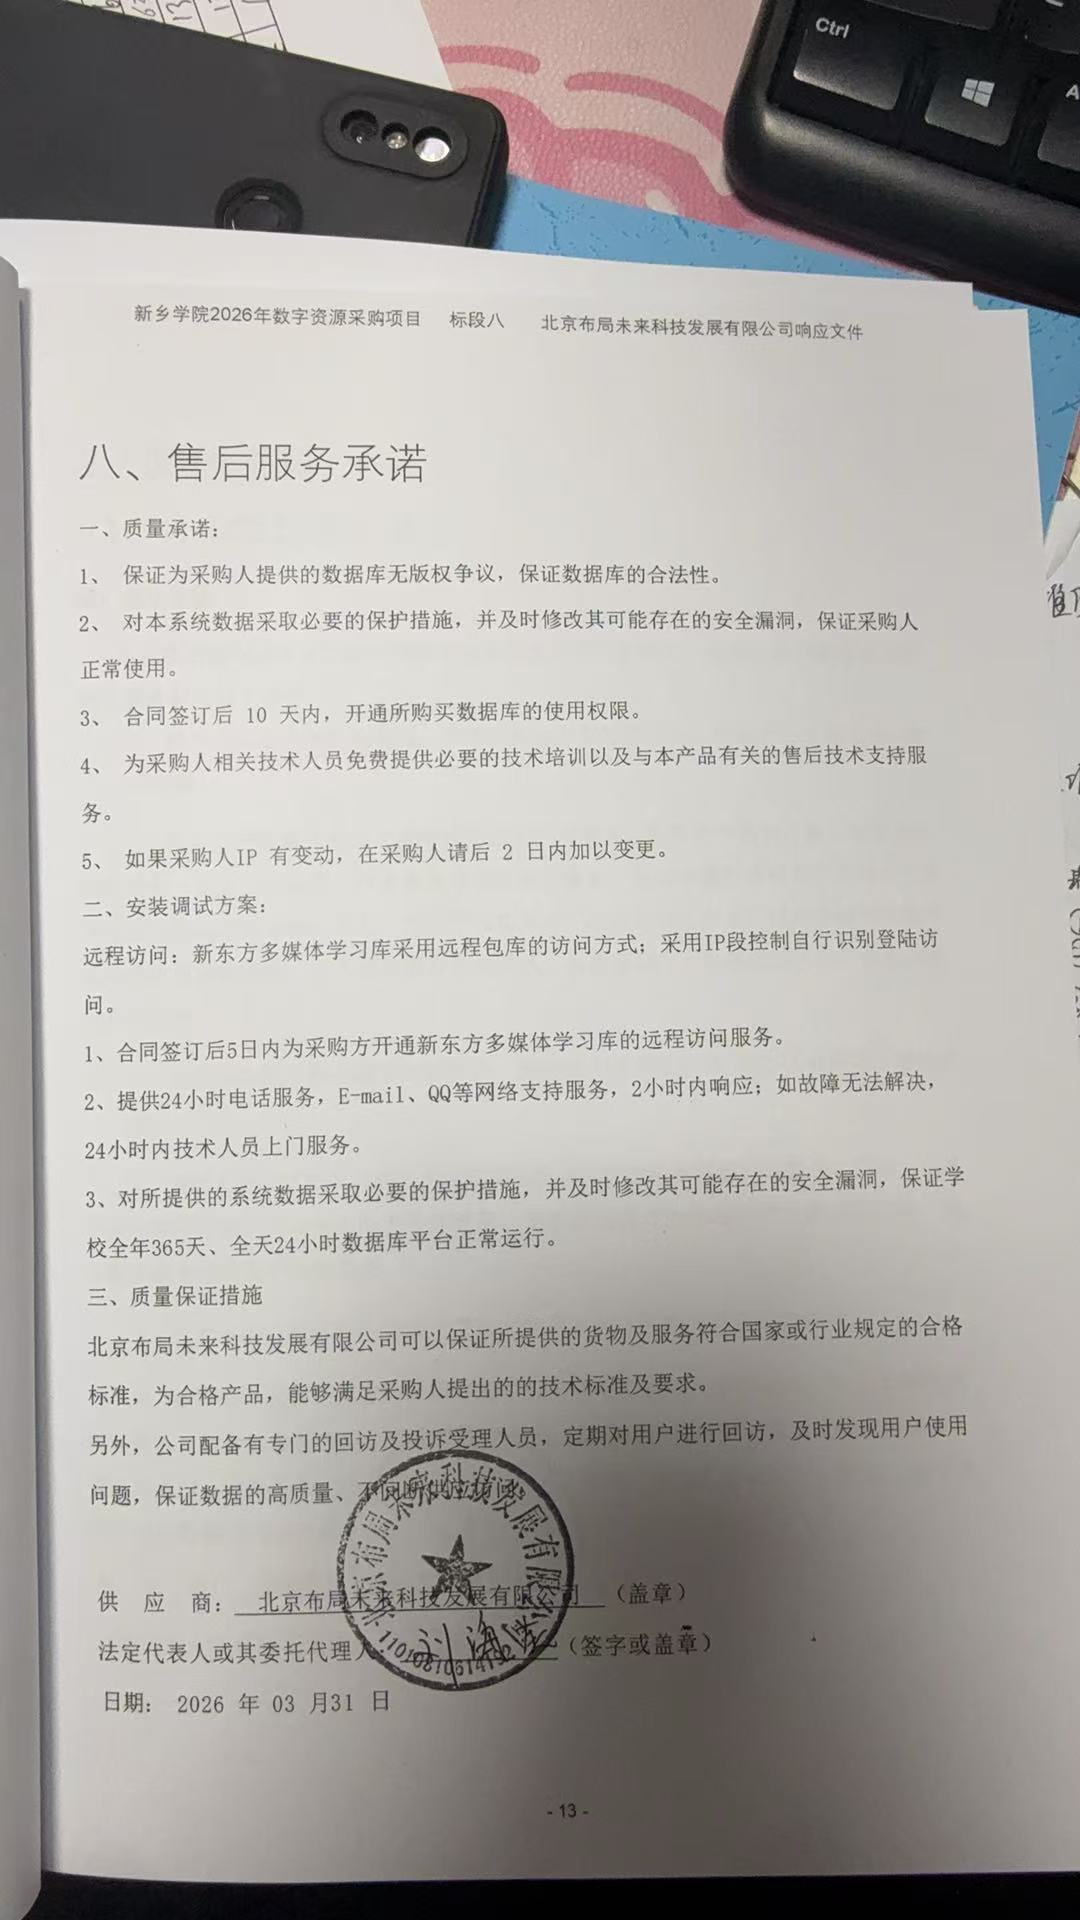 Ctrl
新乡学院2026年数字资源采购项目 标段八 北京布局未来科技发展有限公司响应文件
八、售后服务承诺
一、质量承诺：
1、 保证为采购人提供的数据库无版权争议，保证数据库的合法性。
2、 对本系统数据采取必要的保护措施，并及时修改其可能存在的安全漏洞，保证采购人
正常使用。
3、 合同签订后 10 天内，开通所购买数据库的使用权限。
4、 为采购人相关技术人员免费提供必要的技术培训以及与本产品有关的售后技术支持服
务。
5、 如果采购人IP 有变动，在采购人请后 2 日内加以变更。
二、安装调试方案：
远程访问：新东方多媒体学习库采用远程包库的访问方式；采用IP段控制自行识别登陆访
问。
1、合同签订后5日内为采购方开通新东方多媒体学习库的远程访问服务。
2、提供24小时电话服务，E-mail、QQ等网络支持服务，2小时内响应；如故障无法解决，
24小时内技术人员上门服务。
3、对所提供的系统数据采取必要的保护措施，并及时修改其可能存在的安全漏洞，保证学
校全年365天、全天24小时数据库平台正常运行。
三、质量保证措施
北京布局未来科技发展有限公司可以保证所提供的货物及服务符合国家或行业规定的合格
标准，为合格产品，能够满足采购人提出的的技术标准及要求。
另外，公司配备有专门的回访及投诉受理人员，定期对用户进行回访，及时发现用户使用
问题，保证数据的高质量、不间断供应访问。
北京布局未来科技发展有限公司
供 应 商：北京布局未来科技发展有限公司（盖章）
法定代表人或其委托代理人（签字或盖章）
日期： 2026 年 03 月31 日
- 13 -